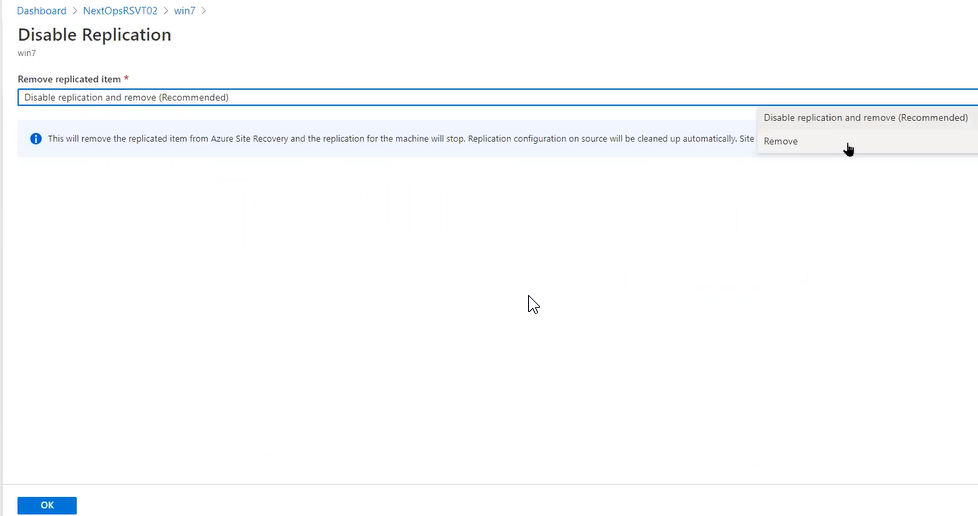 Dashboard > NextOpsRSVT02 > win7 >
Disable Replication
win7
Remove replicated item *
Disable replication and remove (Recommended)
Disable replication and remove (Recommended)
This will remove the replicated item from Azure Site Recovery and the replication for the machine will stop. Replication configuration on source will be cleaned up automatically. Site
Remove
OK